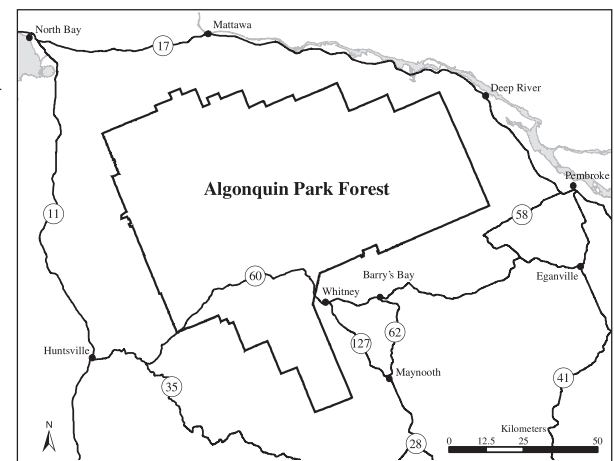 North Bay
Mattawa
17
Deep River
Pembroke
Algonquin Park Forest
11
58
60
Barry's Bay
Eganville
Whitney
62
127
Huntsville
Maynooth
35
41
N
Kilometers
28
0 12.5 25 50